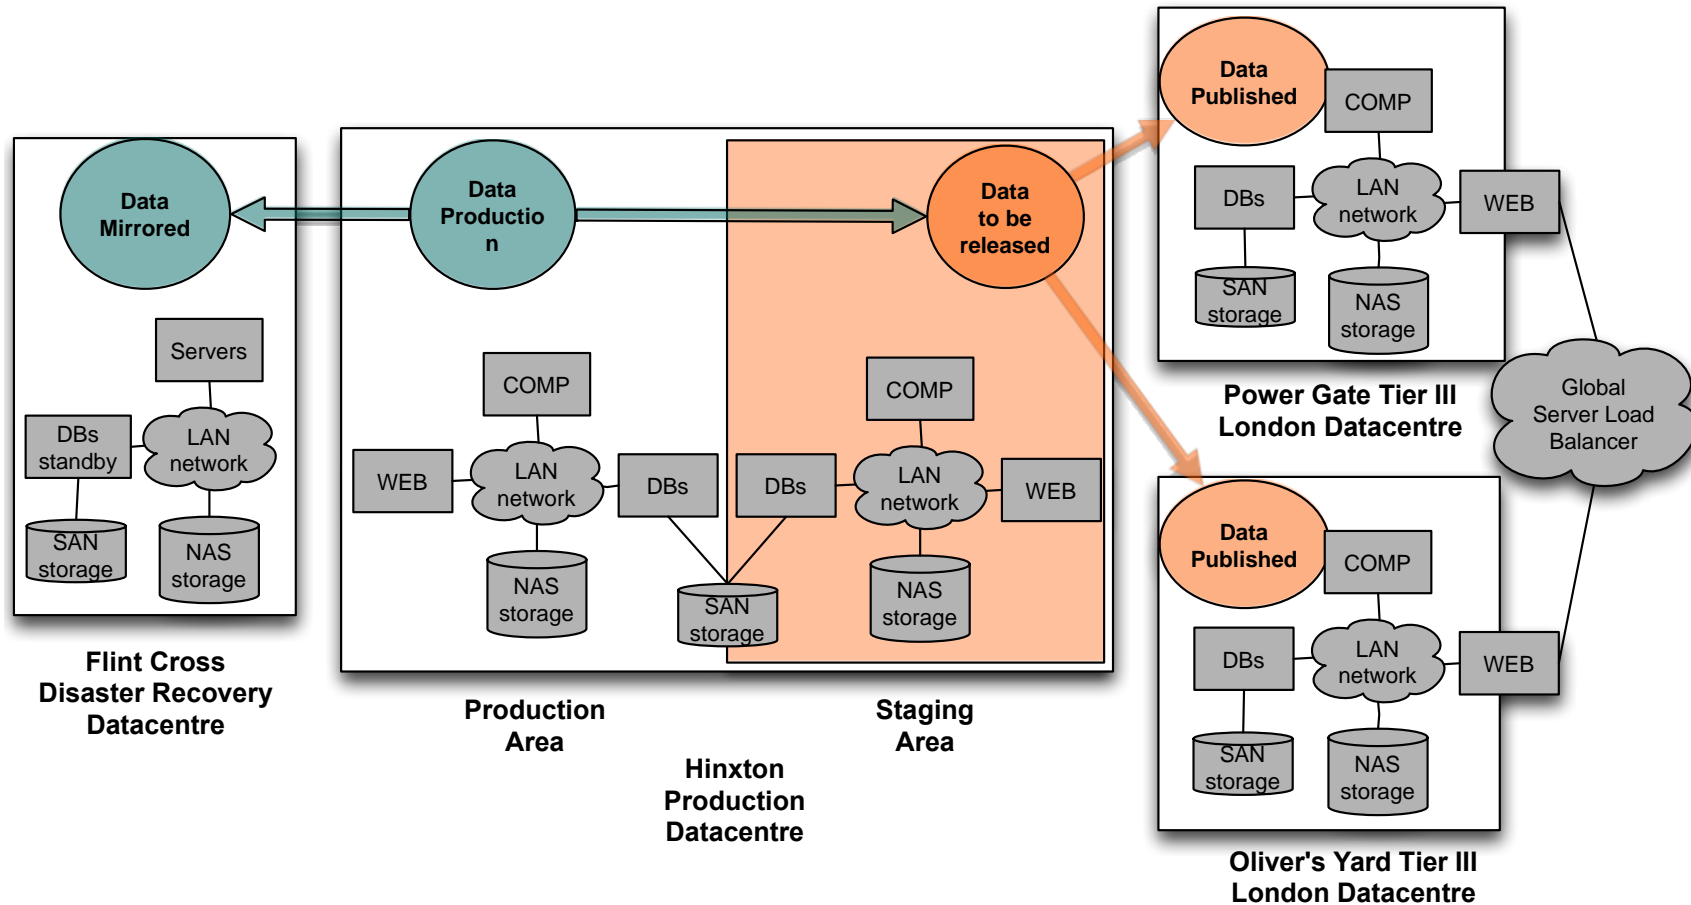 Data
Mirrored
Servers
DBs
standby
LAN
network
SAN
storage
NAS
storage
Flint Cross
Disaster Recovery
Datacentre
Data
Productio
n
COMP
WEB
LAN
network
DBs
NAS
storage
SAN
storage
Production
Area
Data
to be
released
COMP
DBs
LAN
network
WEB
NAS
storage
Staging
Area
Hinxton
Production
Datacentre
Data
Published
COMP
DBs
LAN
network
WEB
SAN
storage
NAS
storage
Power Gate Tier III
London Datacentre
Global
Server Load
Balancer
Data
Published
COMP
DBs
LAN
network
WEB
SAN
storage
NAS
storage
Oliver's Yard Tier III
London Datacentre